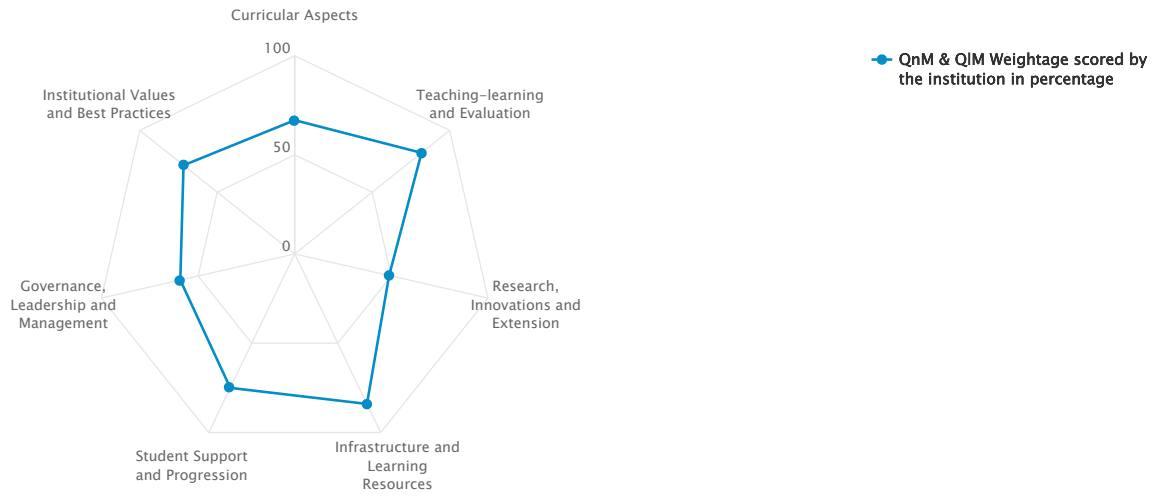 Curricular Aspects
100
50
0
Teaching-learning
and Evaluation
Research,
Innovations and
Extension
Infrastructure and
Learning
Resources
Student Support
and Progression
Governance,
Leadership and
Management
Institutional Values
and Best Practices
QnM & QlM Weightage scored by
the institution in percentage